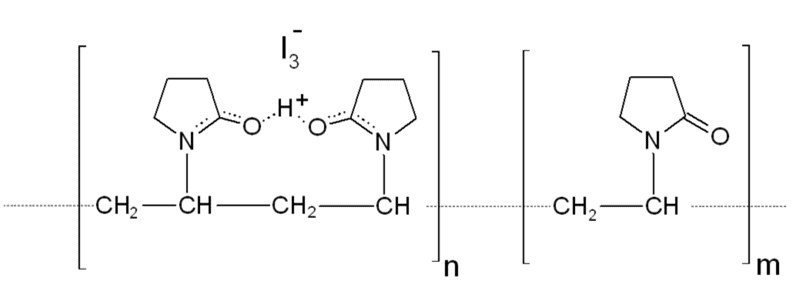 I3-
H+
O O O
N N N
CH2 CH CH2 CH CH2 CH
n m